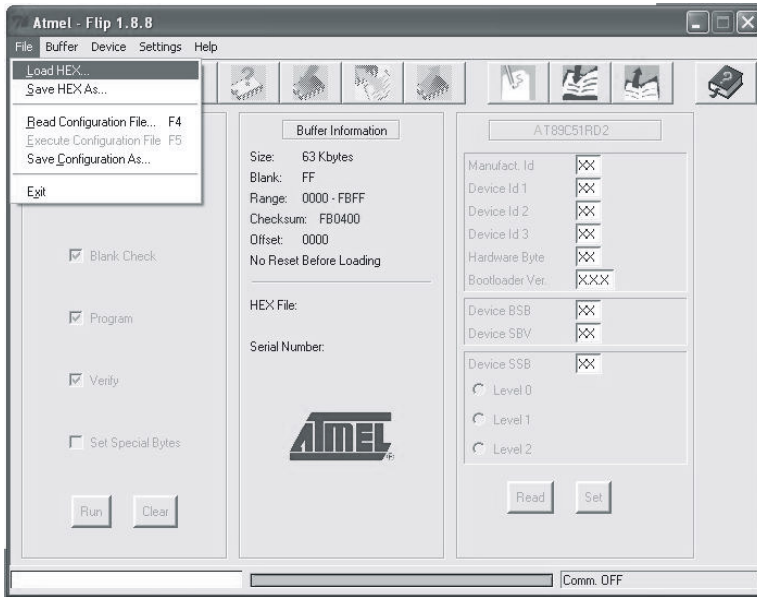 Atmel - Flip 1.8.8
File Buffer Device Settings Help
Load HEX...
Save HEX As...
Read Configuration File... F4
Execute Configuration File F5
Save Configuration As...
Exit
Blank Check
Program
Verify
Set Special Bytes
Run Clear
Buffer Information
Size: 63 Kbytes
Blank: FF
Range: 0000 - FBFF
Checksum: FB0400
Offset: 0000
No Reset Before Loading
HEX File:
Serial Number:
ATMEL ®
AT89C51RD2
Manufact. Id XX
Device Id 1 XX
Device Id 2 XX
Device Id 3 XX
Hardware Byte XX
Bootloader Ver. X.X.X
Device BSB XX
Device SBV XX
Device SSB XX
Level 0
Level 1
Level 2
Read Set
Comm. OFF